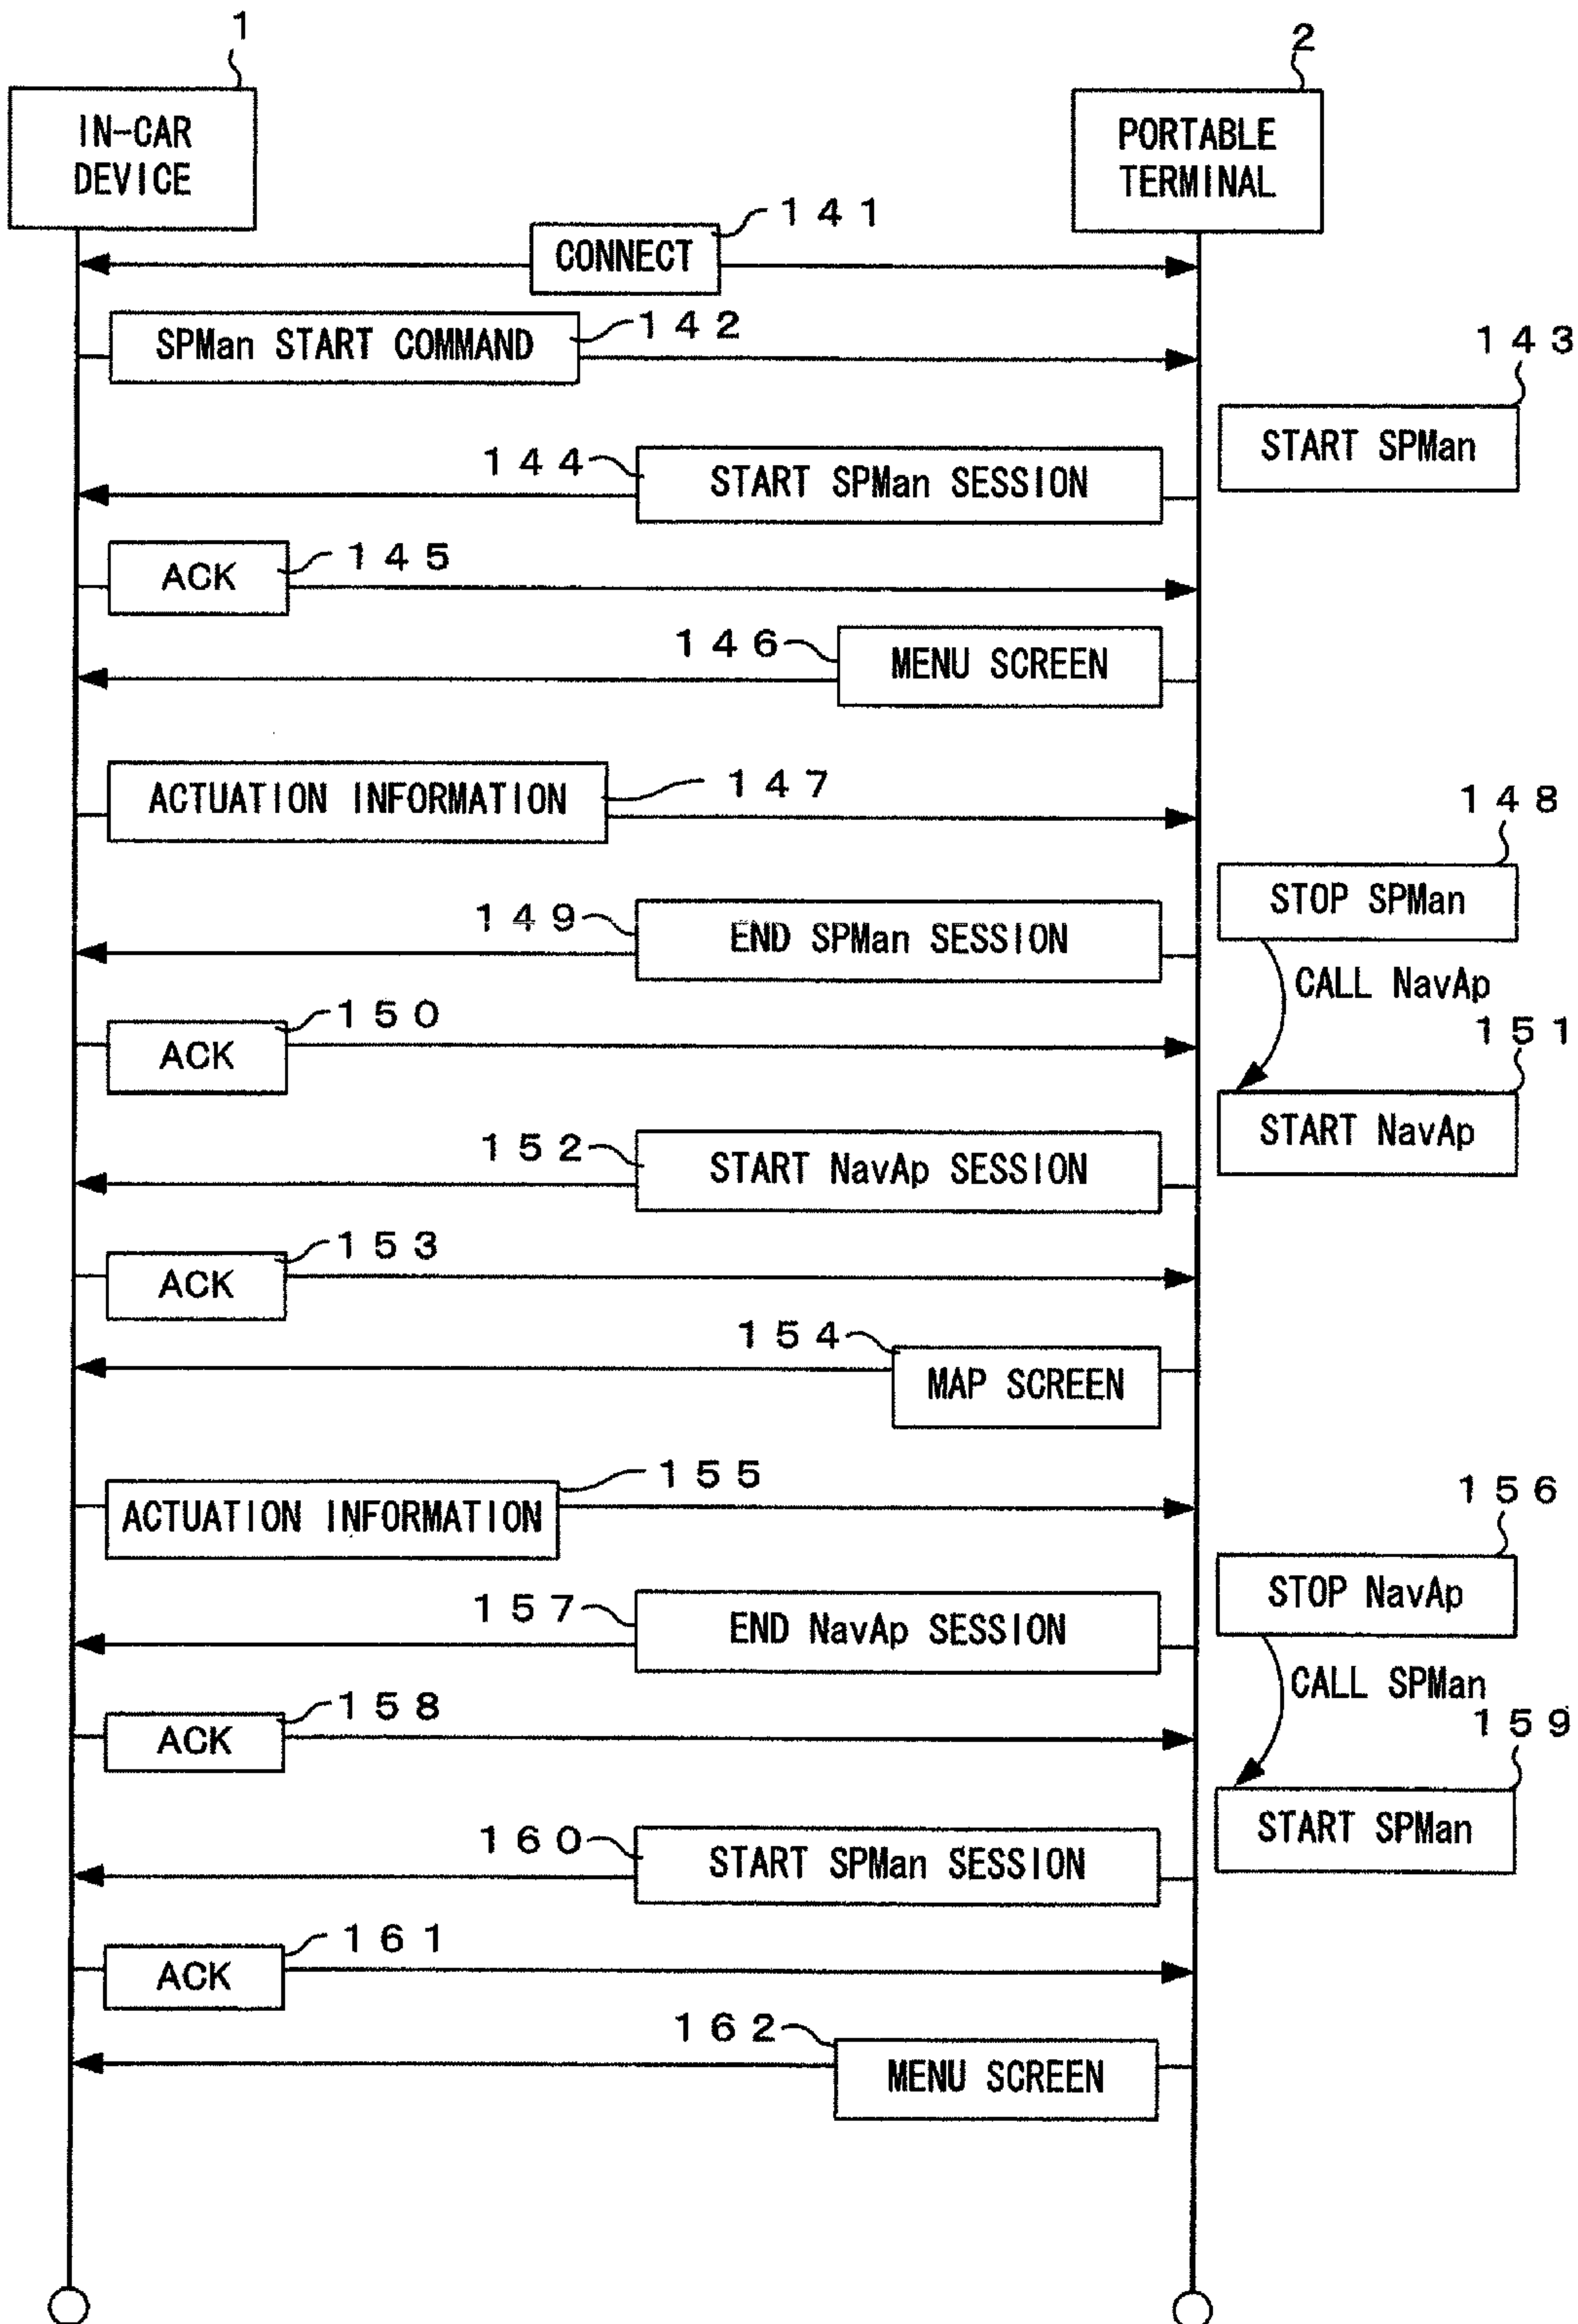 1
2
IN-CAR
DEVICE
PORTABLE
TERMINAL
141
CONNECT
142
SPMan START COMMAND
143
START SPMan
144
START SPMan SESSION
145
ACK
146
MENU SCREEN
147
ACTUATION INFORMATION
148
STOP SPMan
149
END SPMan SESSION
CALL NavAp
150
ACK
151
START NavAp
152
START NavAp SESSION
153
ACK
154
MAP SCREEN
155
ACTUATION INFORMATION
156
STOP NavAp
157
END NavAp SESSION
CALL SPMan
158
ACK
159
START SPMan
160
START SPMan SESSION
161
ACK
162
MENU SCREEN